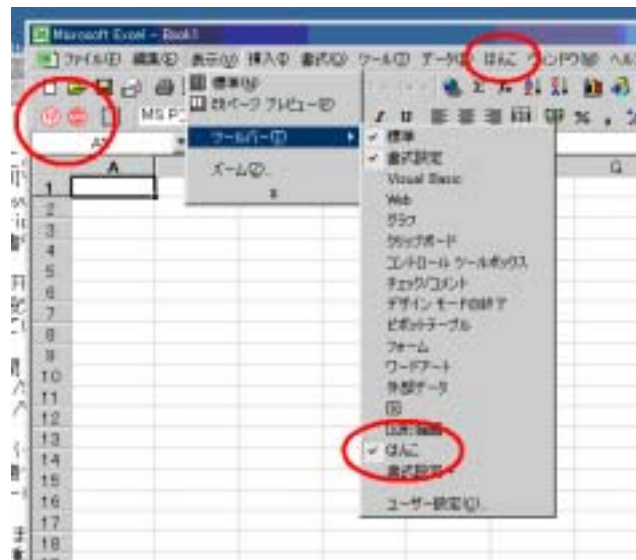 Microsoft Excel - Book1
ファイル(F) 編集(E) 表示(V) 挿入(I) 書式(O) ツール(T) データ(D) はんこ ウィンドウ(W) ヘル
標準(N)
改ページ プレビュー(P)
MS P
ツールバー(T)
ズーム(Z)...
標準
書式設定
Visual Basic
Web
グラフ
クリップボード
コントロール ツールボックス
チェック/コメント
デザイン モードの終了
ピボットテーブル
フォーム
ワードアート
外部データ
図
図形描画
はんこ
書式設定
ユーザー設定(C)...
A1
A
G
1
2
3
4
5
6
7
8
9
10
11
12
13
14
15
16
17
18